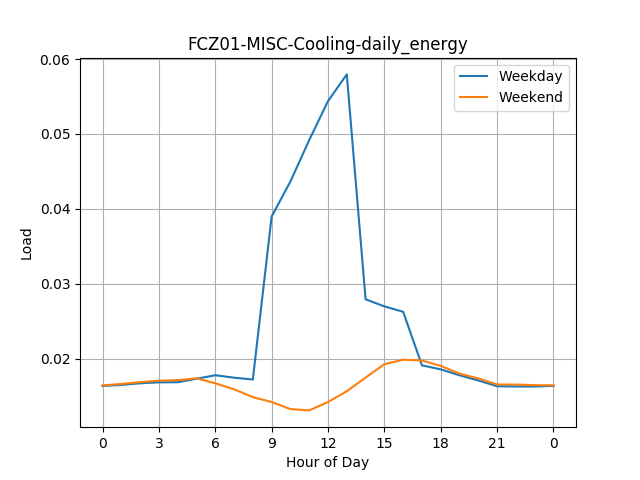 FCZ01-MISC-Cooling-daily_energy
Weekday
Weekend
0.06
0.05
0.04
0.03
0.02
Load
0 3 6 9 12 15 18 21 0
Hour of Day